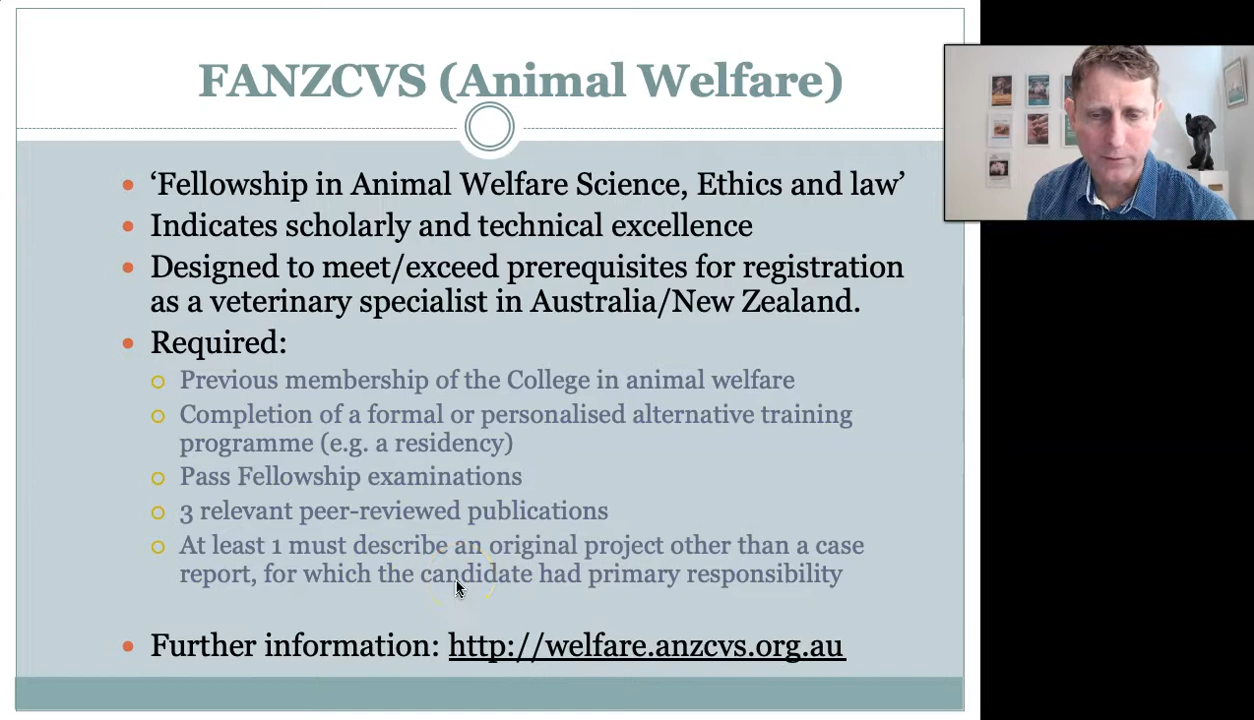 FANZCVS (Animal Welfare)
‘Fellowship in Animal Welfare Science, Ethics and law’
Indicates scholarly and technical excellence
Designed to meet/exceed prerequisites for registration
as a veterinary specialist in Australia/New Zealand.
Required:
Previous membership of the College in animal welfare
Completion of a formal or personalised alternative training
programme (e.g. a residency)
Pass Fellowship examinations
3 relevant peer-reviewed publications
At least 1 must describe an original project other than a case
report, for which the candidate had primary responsibility
Further information: http://welfare.anzcvs.org.au